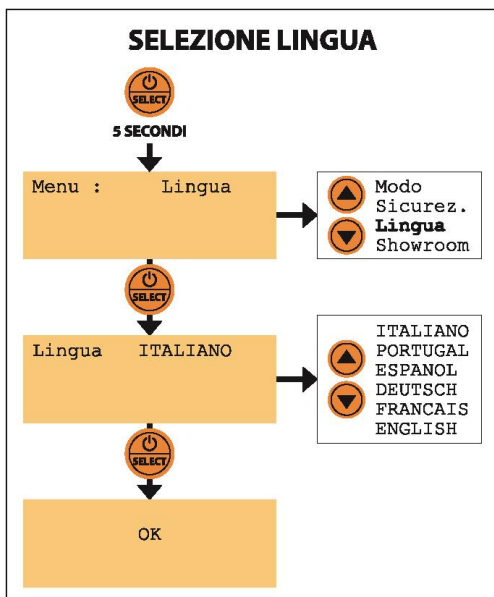 SELEZIONE LINGUA
SELECT
5 SECONDI
Menu : Lingua
Modo
Sicurez.
Lingua
Showroom
SELECT
Lingua ITALIANO
ITALIANO
PORTUGAL
ESPANOL
DEUTSCH
FRANCAIS
ENGLISH
SELECT
OK